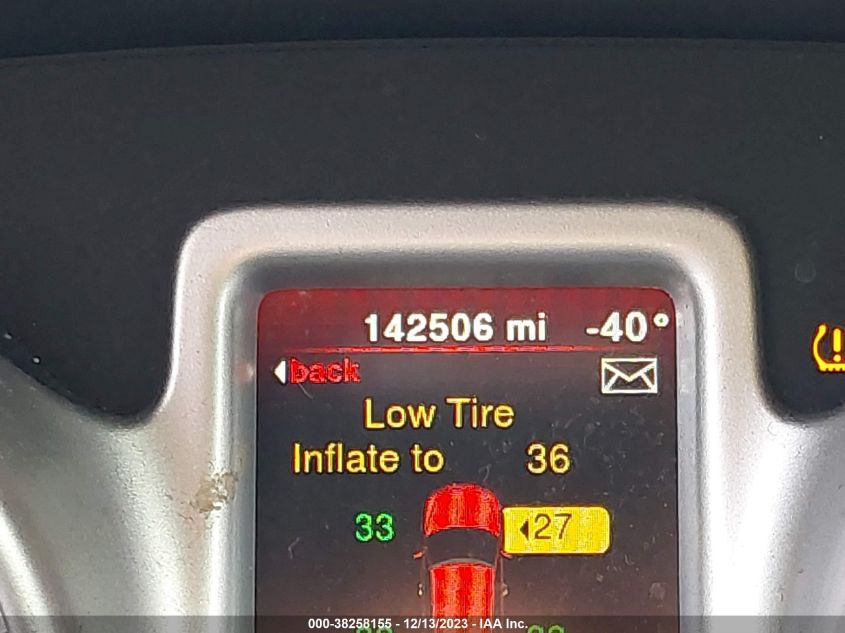 142506 mi -40°
back
Low Tire
Inflate to 36
33 27
000-38258155 - 12/13/2023 - IAA Inc.